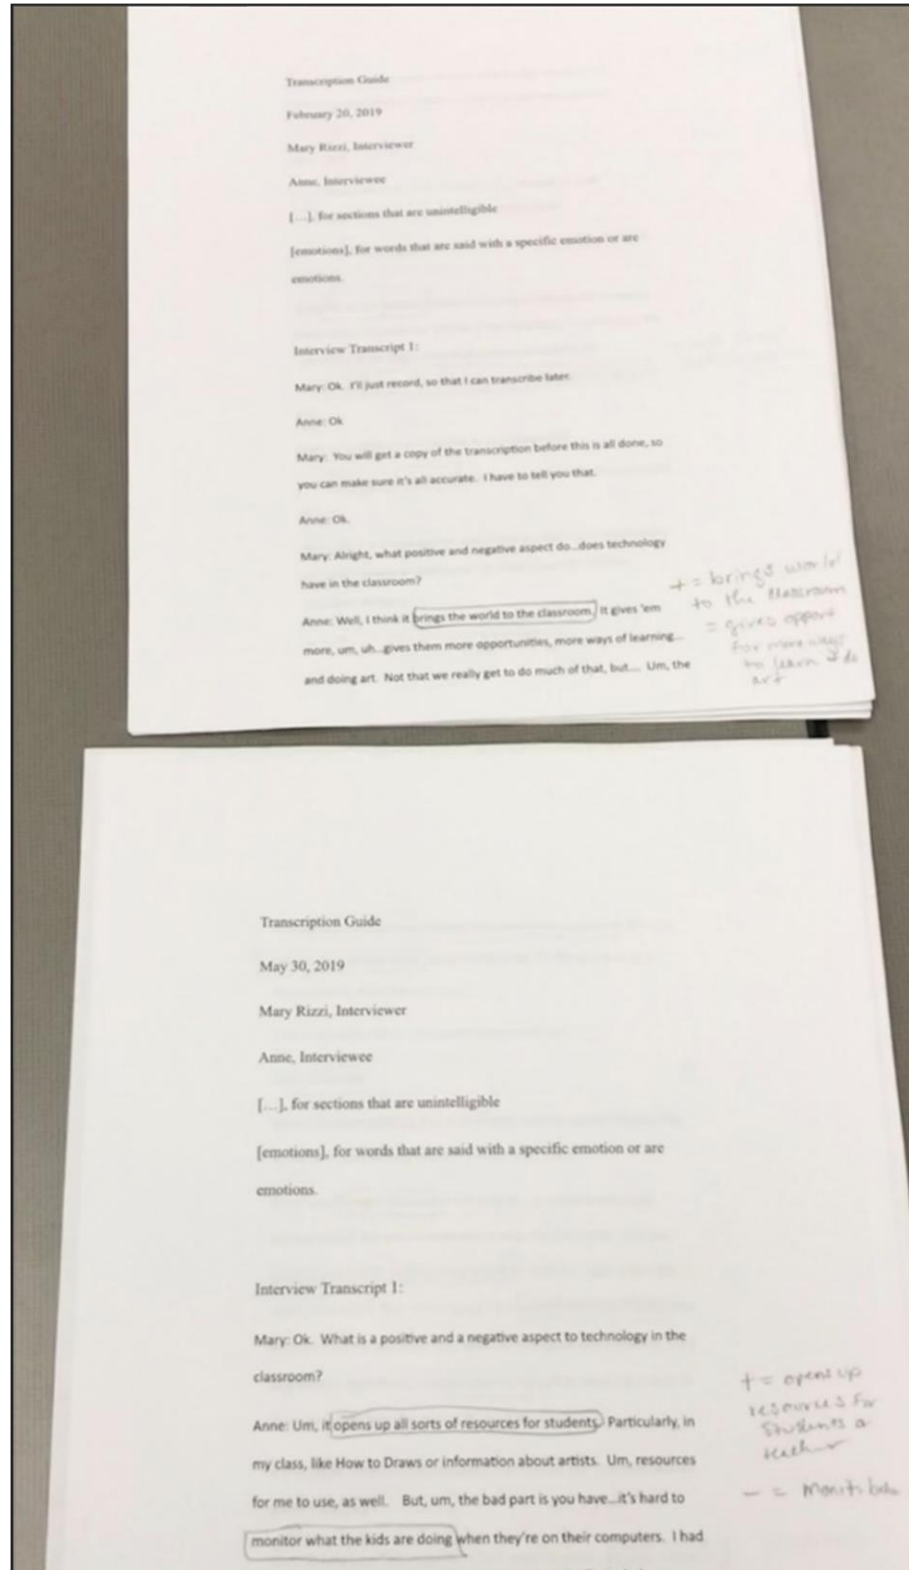 Transcription Guide
February 20, 2019
Mary Rizzi, Interviewer
Anne, Interviewee
[…], for sections that are unintelligible
[emotions], for words that are said with a specific emotion or are
emotions.
Interview Transcript 1:
Mary: Ok. I'll just record, so that I can transcribe later.
Anne: Ok
Mary: You will get a copy of the transcription before this is all done, so
you can make sure it's all accurate. I have to tell you that.
Anne: Ok.
Mary: Alright, what positive and negative aspect do…does technology
have in the classroom?
Anne: Well, I think it brings the world to the classroom. It gives 'em
more, um, uh…gives them more opportunities, more ways of learning…
and doing art. Not that we really get to do much of that, but…. Um, the
+ = brings world
to the classroom
= gives opport
for more ways
to learn & do
art
Transcription Guide
May 30, 2019
Mary Rizzi, Interviewer
Anne, Interviewee
[…], for sections that are unintelligible
[emotions], for words that are said with a specific emotion or are
emotions.
Interview Transcript 1:
Mary: Ok. What is a positive and a negative aspect to technology in the
classroom?
Anne: Um, it opens up all sorts of resources for students. Particularly, in
my class, like How to Draws or information about artists. Um, resources
for me to use, as well. But, um, the bad part is you have…it's hard to
monitor what the kids are doing when they're on their computers. I had
+ = opens up
resources for
students
- =